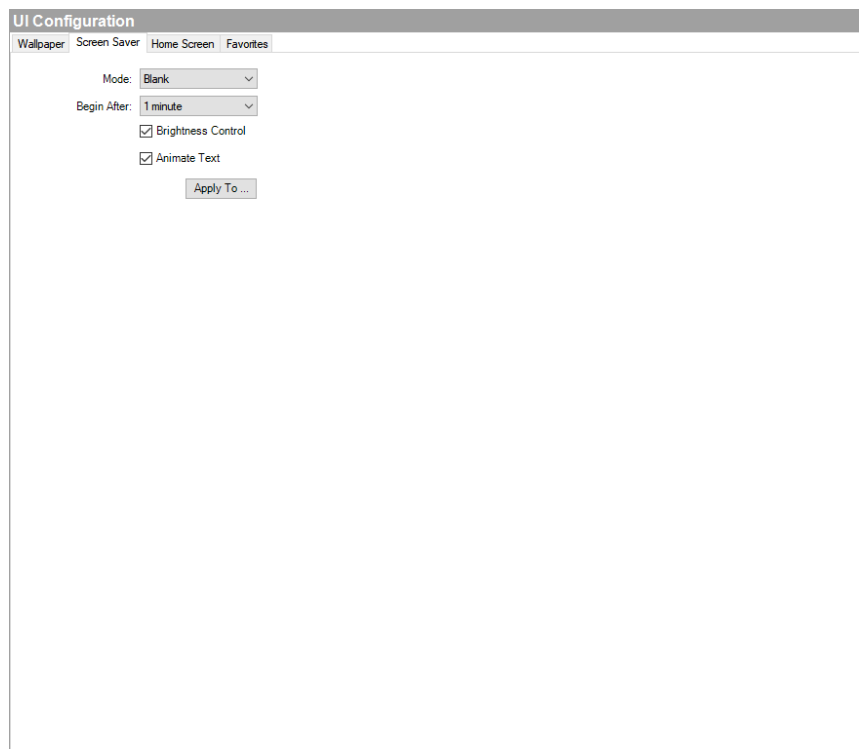 UI Configuration
Wallpaper Screen Saver Home Screen Favorites
Mode: Blank
Begin After: 1 minute
Brightness Control
Animate Text
Apply To ...